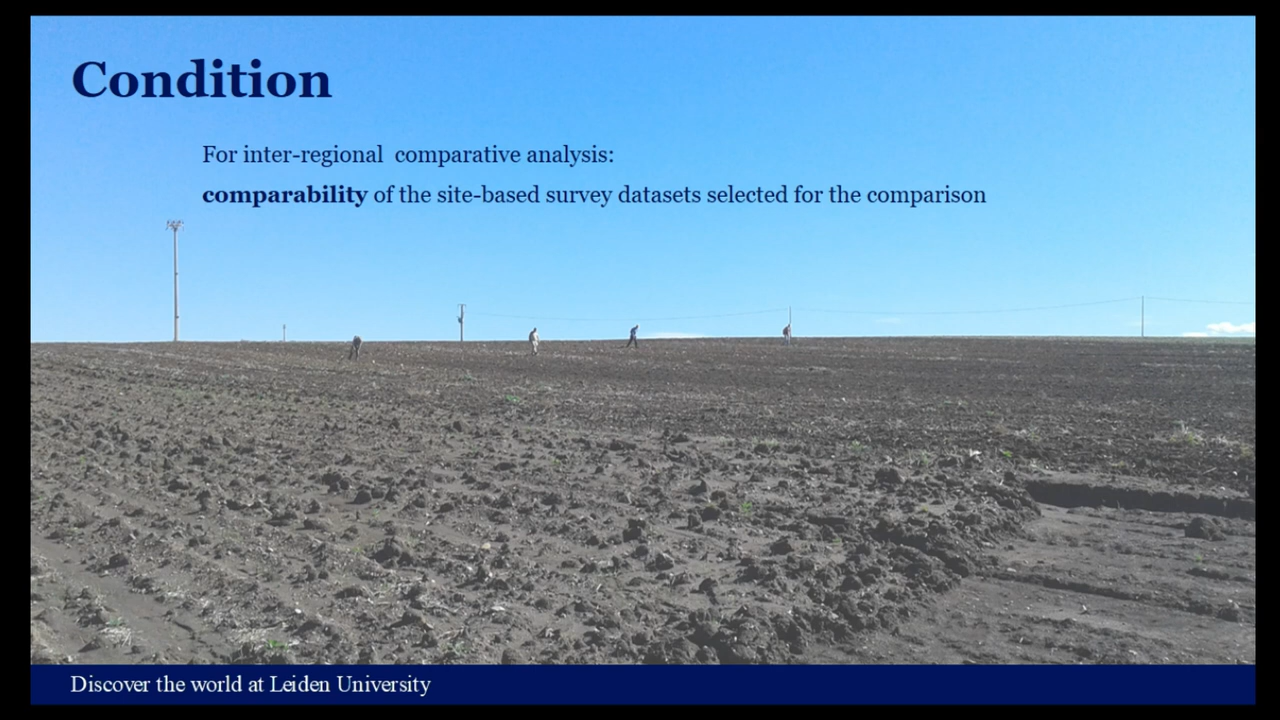 Condition
For inter-regional  comparative analysis:
comparability of the site-based survey datasets selected for the comparison
Discover the world at Leiden University